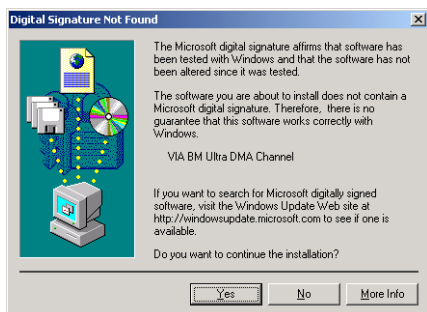 Digital Signature Not Found
The Microsoft digital signature affirms that software has
been tested with Windows and that the software has not
been altered since it was tested.
The software you are about to install does not contain a
Microsoft digital signature. Therefore, there is no
guarantee that this software works correctly with
Windows.
VIA BM Ultra DMA Channel
If you want to search for Microsoft digitally signed
software, visit the Windows Update Web site at
http://windowsupdate.microsoft.com to see if one is
available.
Do you want to continue the installation?
Yes No More Info